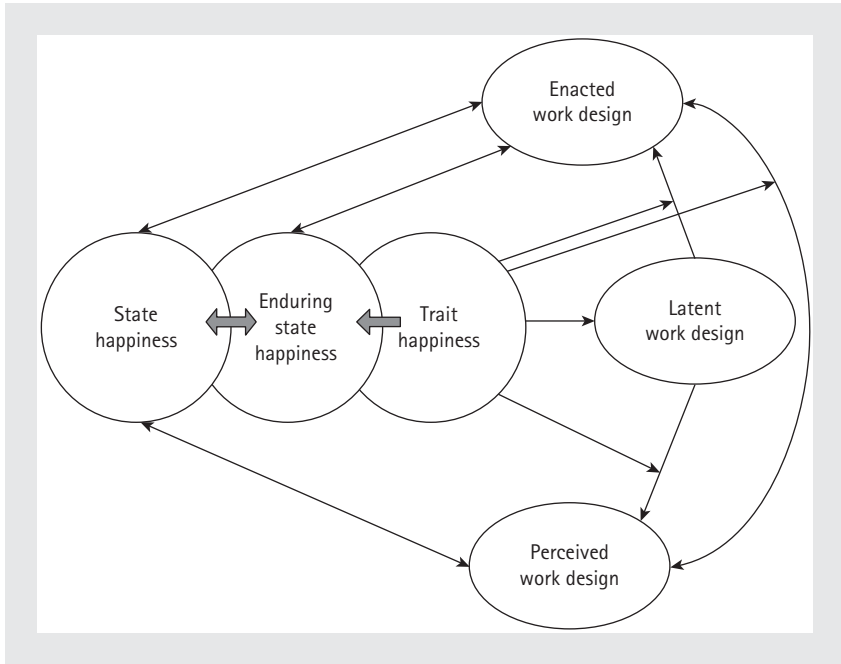 Enacted
work design
State
happiness
Enduring
state
happiness
Trait
happiness
Latent
work design
Perceived
work design